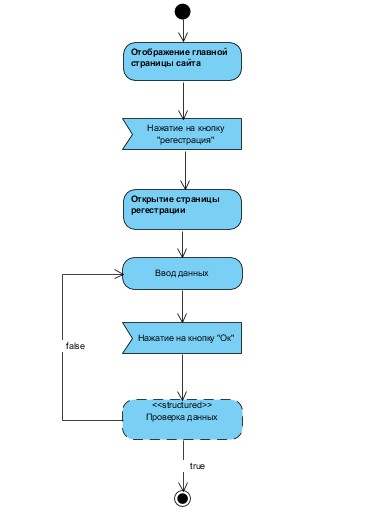 Отображение главной
страницы сайта
Нажатие на кнопку
"регестрация"
Открытие страницы
регестрации
Ввод данных
Нажатие на кнопку "Ок"
false
<<structured>>
Проверка данных
true